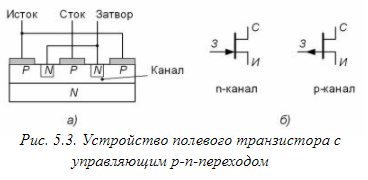 Исток Сток Затвор
P N P N P
Канал
N
З С И
n-канал
З С И
p-канал
а) б)
Рис. 5.3. Устройство полевого транзистора с
управляющим p-n-переходом